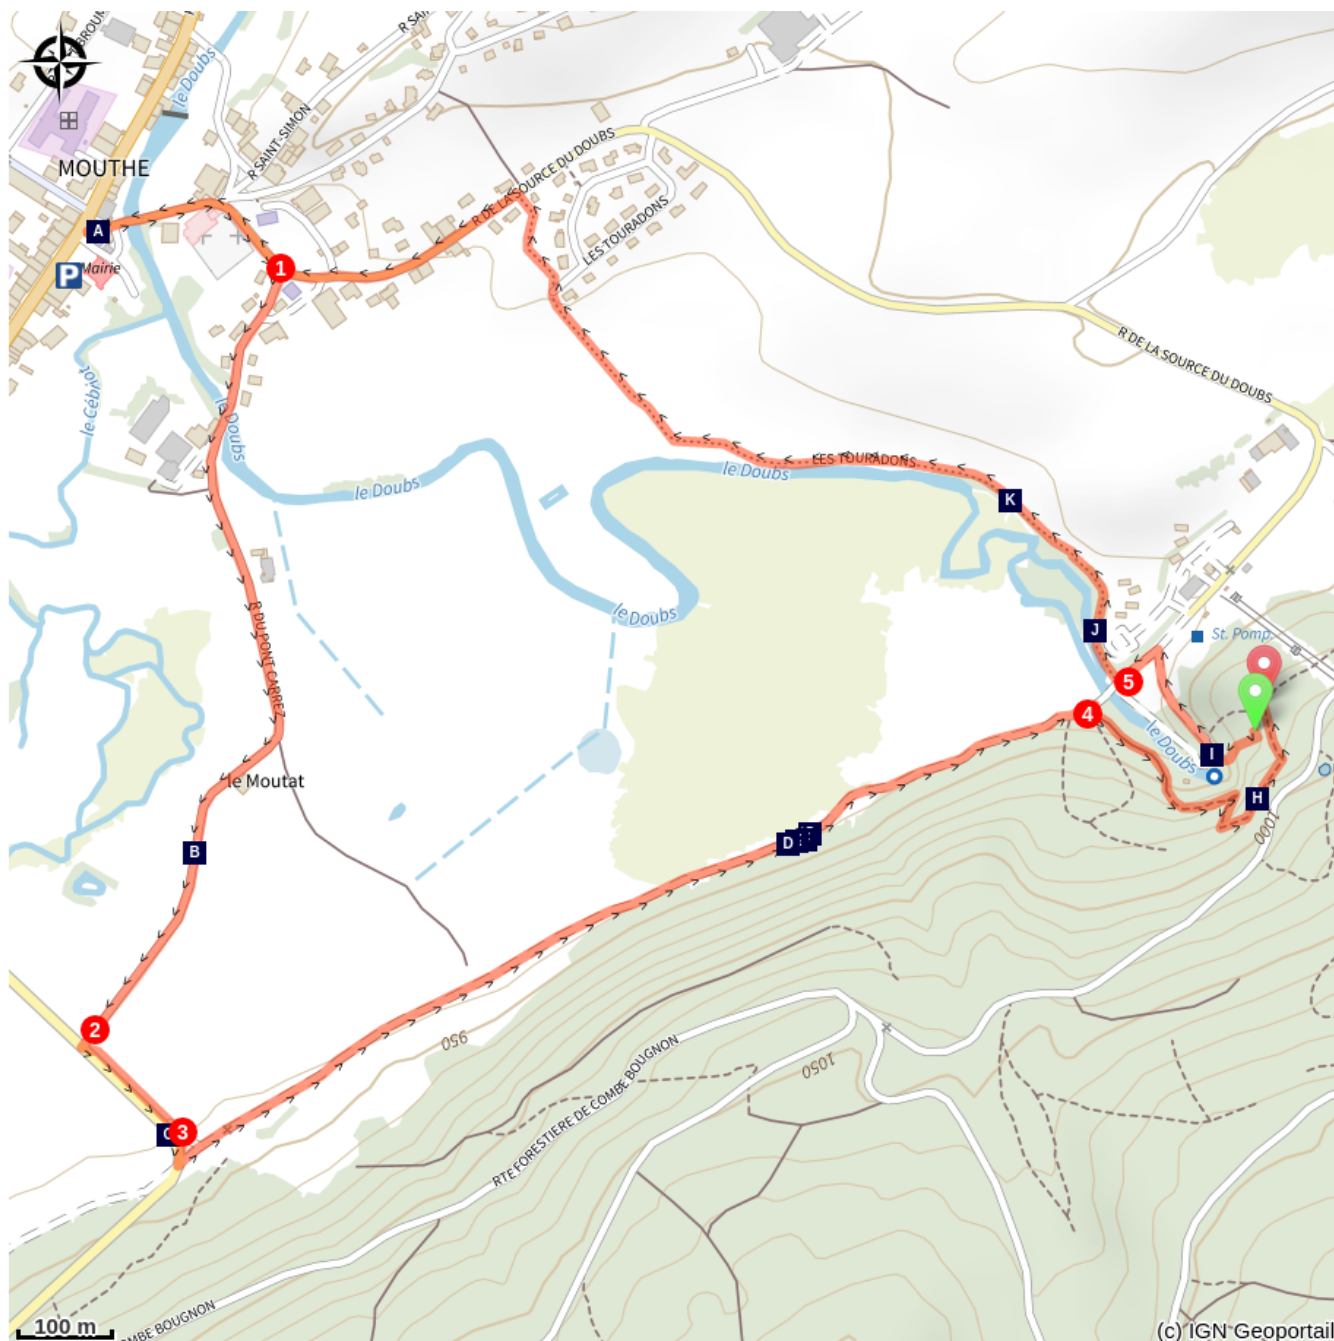 le Doubs
R SAINT-SIMON
MOUTHE
A
P
Mairie
1
R DE LA SOURCE DU DOUBS
LES TOURADONS
R DE LA SOURCE DU DOUBS
le Cébriot
le Doubs
le Doubs
le Doubs
LES TOURADONS
K
le Doubs
R DU PONT CARREZ
J
St. Pomp.
5
4
le Doubs
I
H
le Moutat
1000
D
B
2
950
1050
3
RTE FORESTIERE DE COMBE BOUGNON
COMBE BOUGNON
100 m
(c) IGN Geoportail